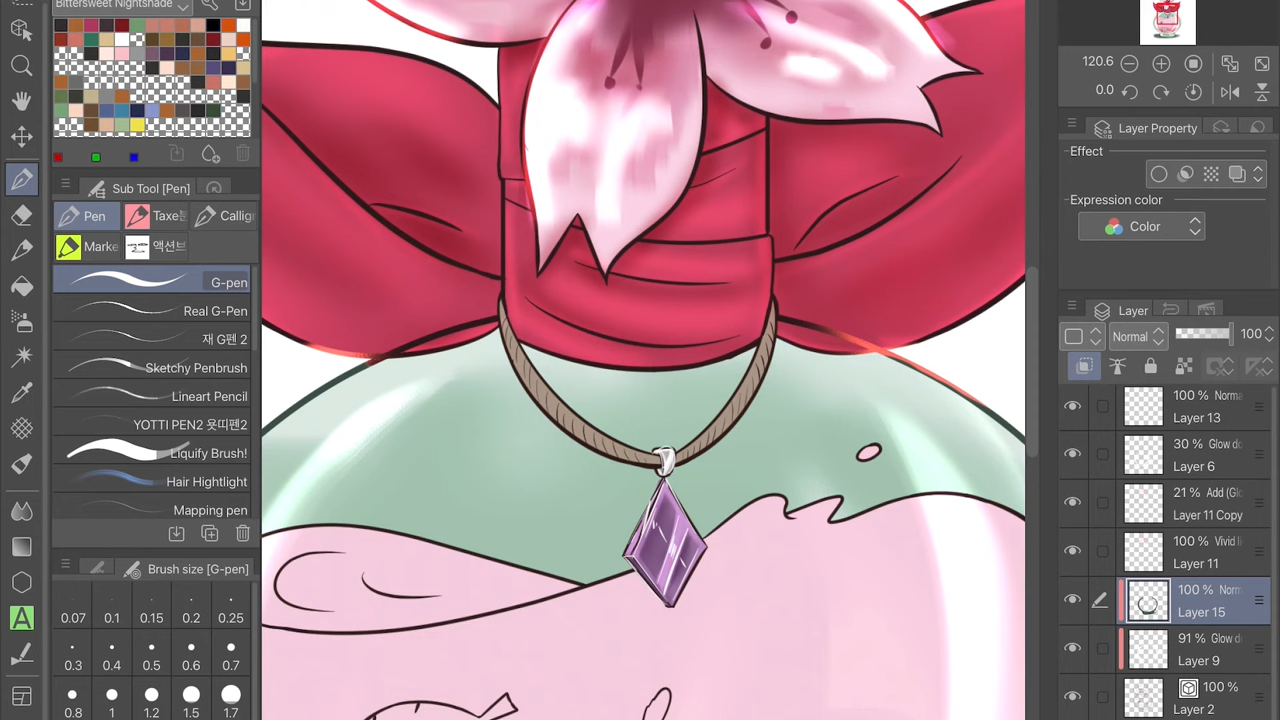 Bittersweet Nightshade
Sub Tool [Pen]
Pen
Taxe
Callig
Marke
액션브
G-pen
Real G-Pen
재 G펜 2
Sketchy Penbrush
Lineart Pencil
YOTTI PEN2 욧띠펜2
Liquify Brush!
Hair Hightlight
Mapping pen
Brush size [G-pen]
0.07 0.1 0.15 0.2 0.25
0.3 0.4 0.5 0.6 0.7
0.8 1 1.2 1.5 1.7
120.6
0.0
Layer Property
Effect
Expression color
Color
Layer
Normal 100
100 % Norma
Layer 13
30 % Glow do
Layer 6
21 % Add (Glo
Layer 11 Copy
100 % Vivid li
Layer 11
100 % Norm
Layer 15
91 % Glow do
Layer 9
100 %
Layer 2